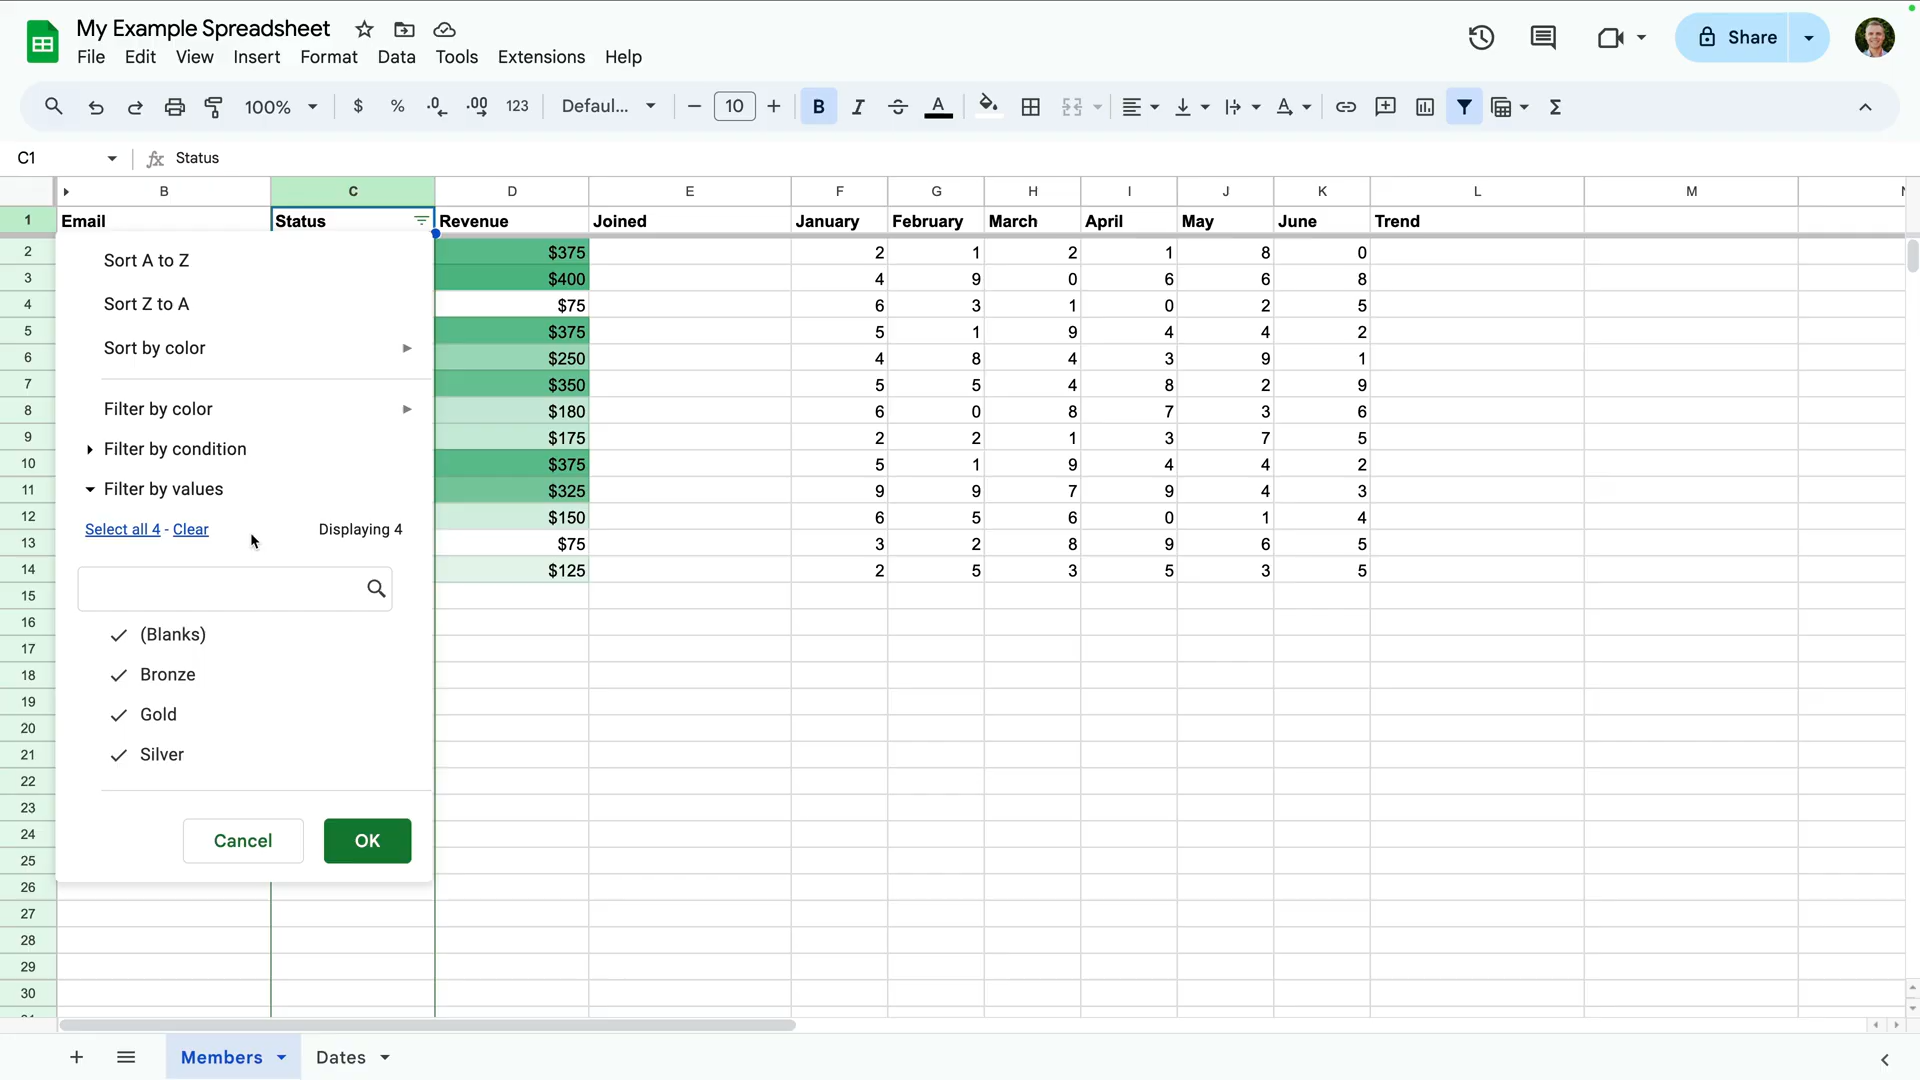 My Example Spreadsheet
File Edit View Insert Format Data Tools Extensions Help
Share
100% $ % .0 .00 123 Defaul... 10 B I S A A Σ
C1 fx Status
B C D E F G H I J K L M
1 Email Status Revenue Joined January February March April May June Trend
2 $375 2 1 2 1 8 0
3 $400 4 9 0 6 6 8
4 $75 6 3 1 0 2 5
5 $375 5 1 9 4 4 2
6 $250 4 8 4 3 9 1
7 $350 5 5 4 8 2 9
8 $180 6 0 8 7 3 6
9 $175 2 2 1 3 7 5
10 $375 5 1 9 4 4 2
11 $325 9 9 7 9 4 3
12 $150 6 5 6 0 1 4
13 $75 3 2 8 9 6 5
14 $125 2 5 3 5 3 5
15
16
17
18
19
20
21
22
23
24
25
26
27
28
29
30
Sort A to Z
Sort Z to A
Sort by color
Filter by color
Filter by condition
Filter by values
Select all 4 - Clear Displaying 4
(Blanks)
Bronze
Gold
Silver
Cancel OK
Members Dates